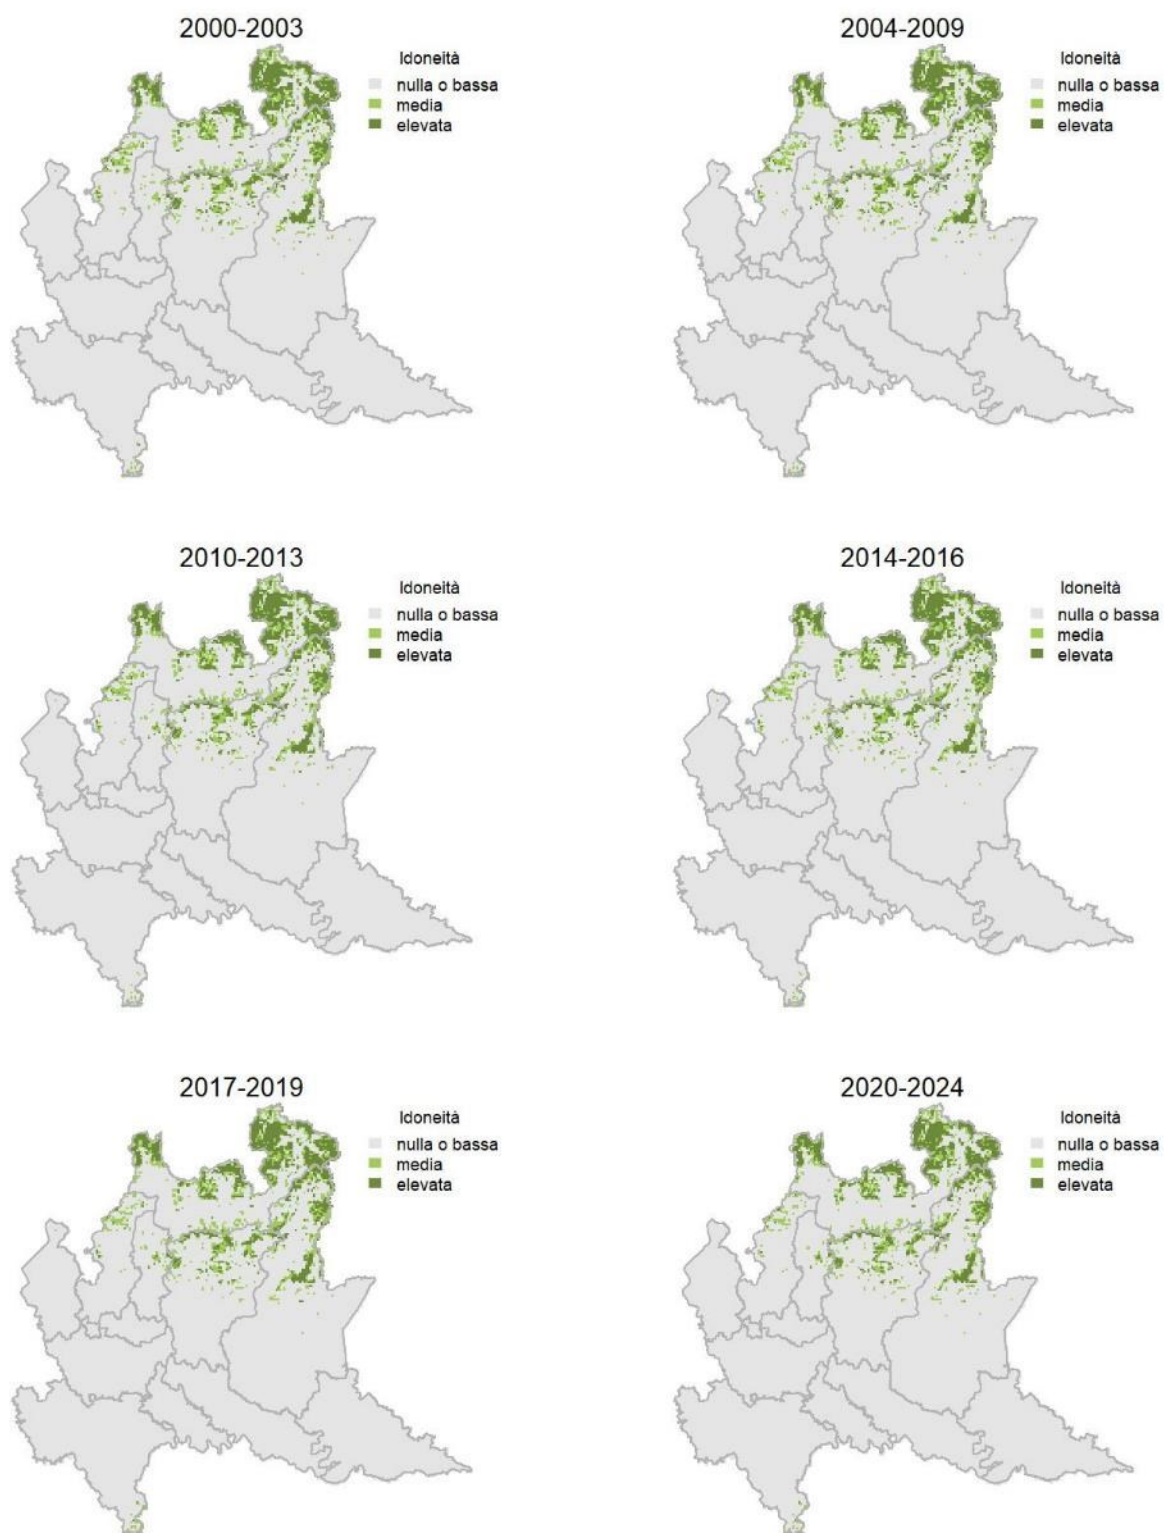 2000-2003
Idoneità
nulla o bassa
media
elevata
2004-2009
Idoneità
nulla o bassa
media
elevata
2010-2013
Idoneità
nulla o bassa
media
elevata
2014-2016
Idoneità
nulla o bassa
media
elevata
2017-2019
Idoneità
nulla o bassa
media
elevata
2020-2024
Idoneità
nulla o bassa
media
elevata